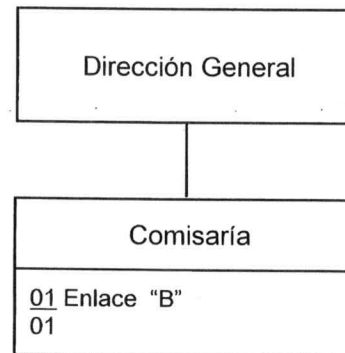 Dirección General
Comisaría
01 Enlace “B”
01